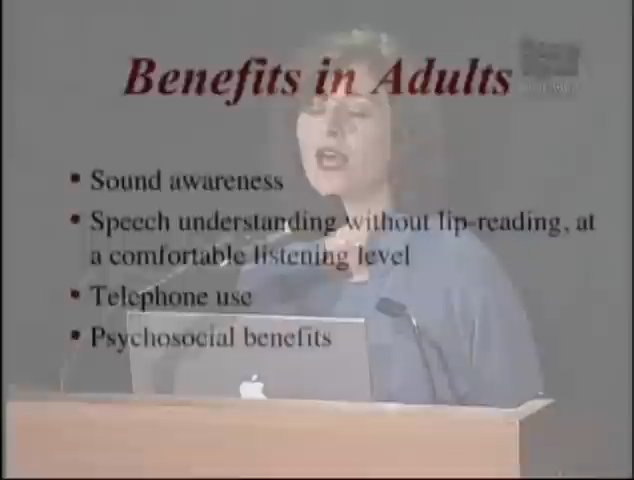 Benefits in Adults
• Sound awareness
• Speech understanding without lip-reading, at
a comfortable listening level
• Telephone use
• Psychosocial benefits